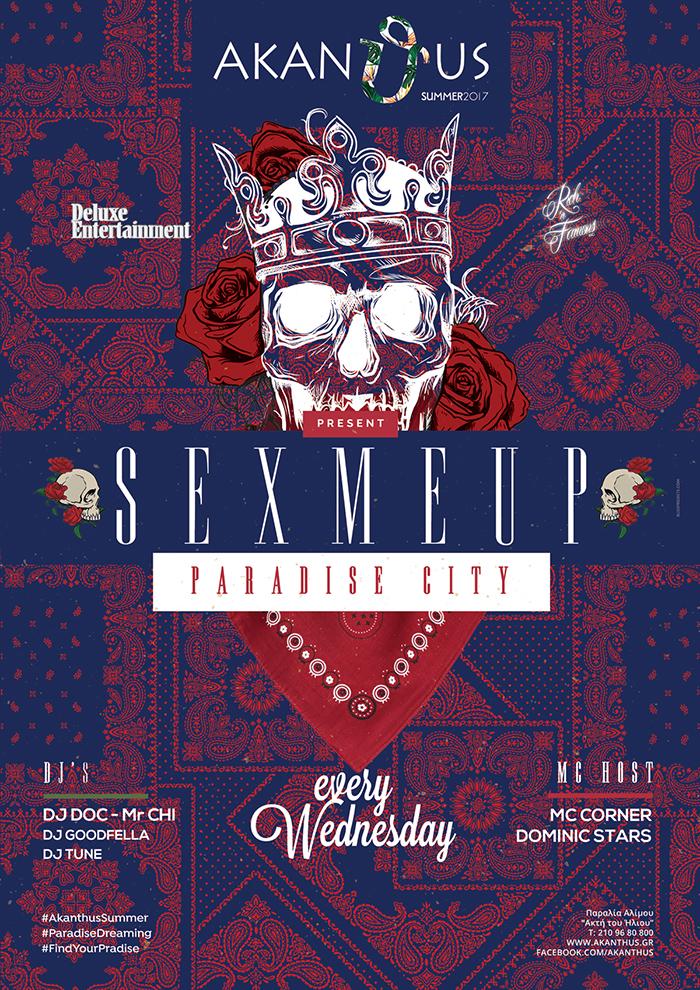 AKANϑUS
SUMMER2017
Deluxe
Entertainment
Rich
n
Famous
PRESENT
SEXMEUP
PARADISE CITY
every
Wednesday
DJ'S
DJ DOC - Mr CHI
DJ GOODFELLA
DJ TUNE
MC HOST
MC CORNER
DOMINIC STARS
#AkanthusSummer
#ParadiseDreaming
#FindYourPradise
Παραλία Αλίμου
"Ακτή του Ήλιου"
T: 210 96 80 800
WWW.AKANTHUS.GR
FACEBOOK.COM/AKANTHUS